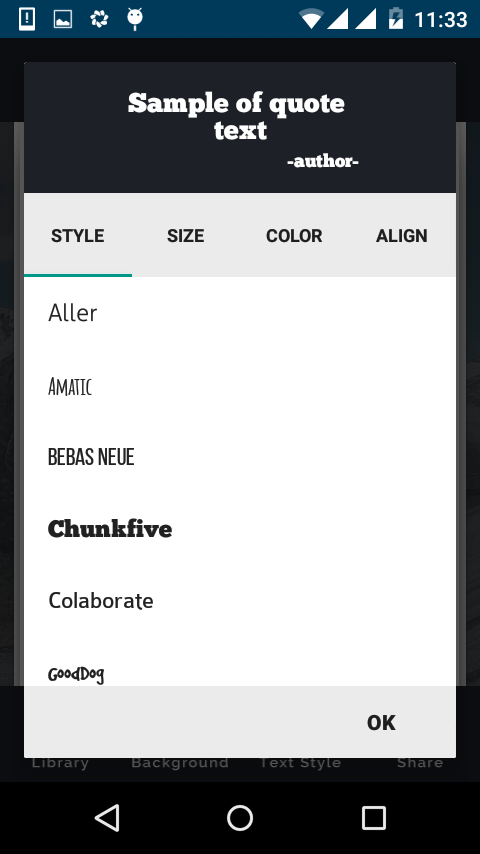 11:33
Sample of quote
text
-author-
STYLE SIZE COLOR ALIGN
Aller
Amatic
BEBAS NEUE
Chunkfive
Colaborate
GoodDog
OK
Library Background Text Style Share